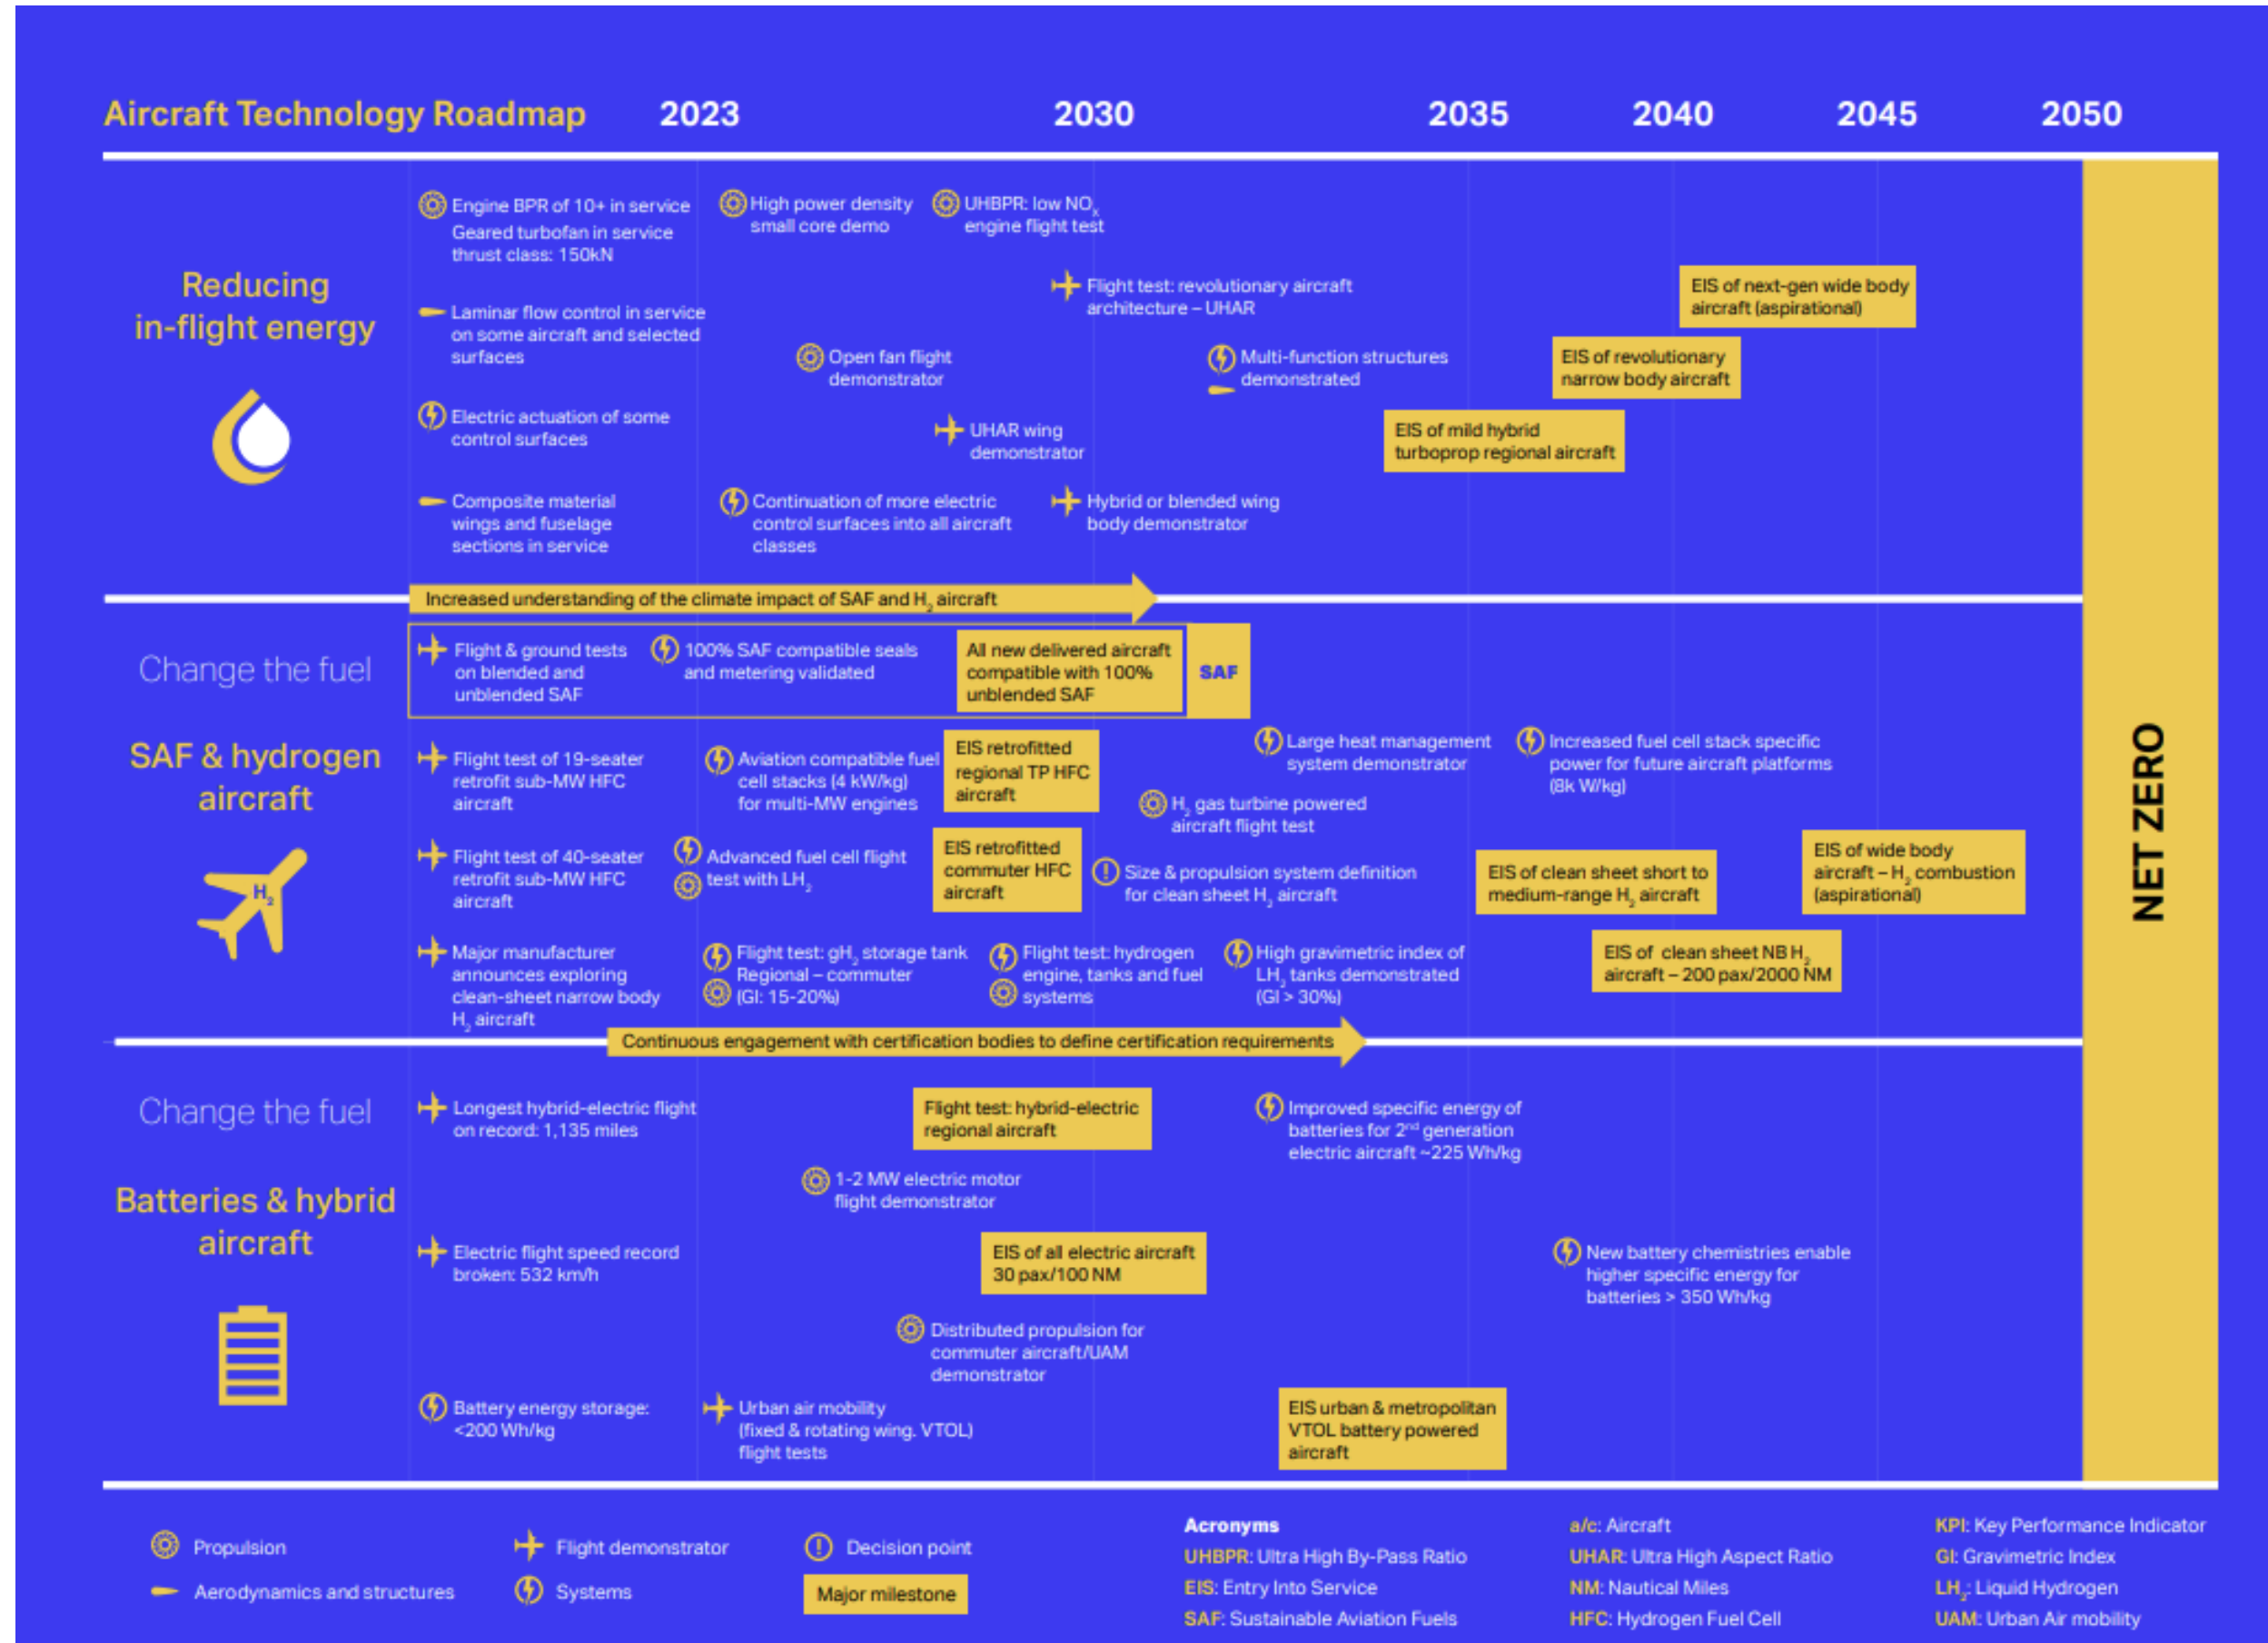 Aircraft Technology Roadmap
2023
2030
2035
2040
2045
2050
Reducing
in-flight energy
Engine BPR of 10+ in service
Geared turbofan in service
thrust class: 150kN
High power density
small core demo
UHBPR: low NOₓ
engine flight test
Flight test: revolutionary aircraft
architecture – UHAR
EIS of next-gen wide body
aircraft (aspirational)
Laminar flow control in service
on some aircraft and selected
surfaces
Open fan flight
demonstrator
Multi-function structures
demonstrated
EIS of revolutionary
narrow body aircraft
Electric actuation of some
control surfaces
UHAR wing
demonstrator
EIS of mild hybrid
turboprop regional aircraft
Composite material
wings and fuselage
sections in service
Continuation of more electric
control surfaces into all aircraft
classes
Hybrid or blended wing
body demonstrator
Increased understanding of the climate impact of SAF and H₂ aircraft
Change the fuel
SAF & hydrogen
aircraft
H₂
Flight & ground tests
on blended and
unblended SAF
100% SAF compatible seals
and metering validated
All new delivered aircraft
compatible with 100%
unblended SAF
SAF
Flight test of 19-seater
retrofit sub-MW HFC
aircraft
Aviation compatible fuel
cell stacks (4 kW/kg)
for multi-MW engines
EIS retrofitted
regional TP HFC
aircraft
Large heat management
system demonstrator
Increased fuel cell stack specific
power for future aircraft platforms
(8k W/kg)
H₂ gas turbine powered
aircraft flight test
Flight test of 40-seater
retrofit sub-MW HFC
aircraft
Advanced fuel cell flight
test with LH₂
EIS retrofitted
commuter HFC
aircraft
Size & propulsion system definition
for clean sheet H₂ aircraft
EIS of clean sheet short to
medium-range H₂ aircraft
EIS of wide body
aircraft – H₂ combustion
(aspirational)
Major manufacturer
announces exploring
clean-sheet narrow body
H₂ aircraft
Flight test: gH₂ storage tank
Regional – commuter
(GI: 15-20%)
Flight test: hydrogen
engine, tanks and fuel
systems
High gravimetric index of
LH₂ tanks demonstrated
(GI > 30%)
EIS of clean sheet NB H₂
aircraft – 200 pax/2000 NM
NET ZERO
Continuous engagement with certification bodies to define certification requirements
Change the fuel
Batteries & hybrid
aircraft
Longest hybrid-electric flight
on record: 1,135 miles
Flight test: hybrid-electric
regional aircraft
Improved specific energy of
batteries for 2nd generation
electric aircraft ~225 Wh/kg
1-2 MW electric motor
flight demonstrator
Electric flight speed record
broken: 532 km/h
EIS of all electric aircraft
30 pax/100 NM
New battery chemistries enable
higher specific energy for
batteries > 350 Wh/kg
Distributed propulsion for
commuter aircraft/UAM
demonstrator
Battery energy storage:
<200 Wh/kg
Urban air mobility
(fixed & rotating wing. VTOL)
flight tests
EIS urban & metropolitan
VTOL battery powered
aircraft
Propulsion
Aerodynamics and structures
Flight demonstrator
Systems
Decision point
Major milestone
Acronyms
UHBPR: Ultra High By-Pass Ratio
EIS: Entry Into Service
SAF: Sustainable Aviation Fuels
a/c: Aircraft
UHAR: Ultra High Aspect Ratio
NM: Nautical Miles
HFC: Hydrogen Fuel Cell
KPI: Key Performance Indicator
GI: Gravimetric Index
LH₂: Liquid Hydrogen
UAM: Urban Air mobility